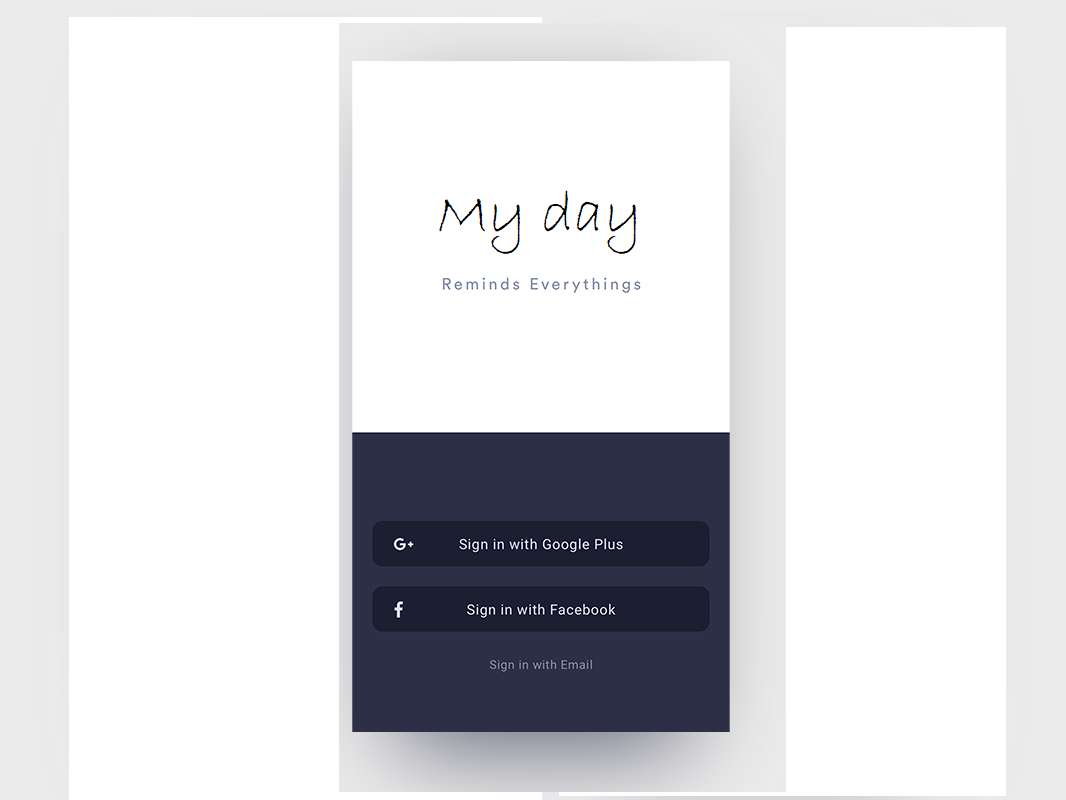 My day
Reminds Everythings
G+ Sign in with Google Plus
f Sign in with Facebook
Sign in with Email